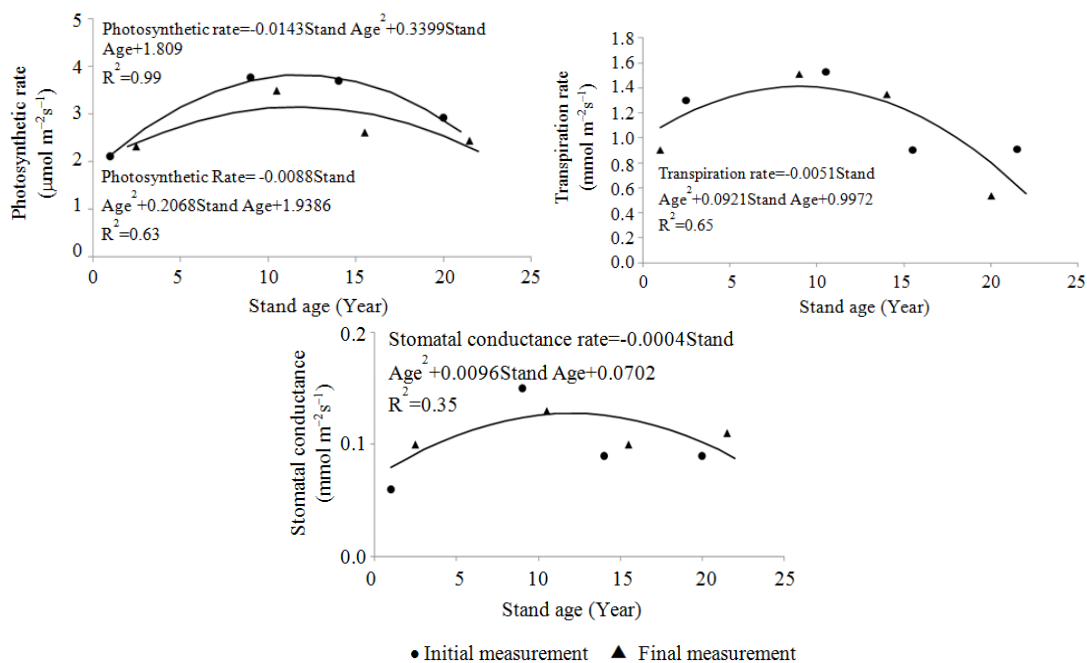 Photosynthetic rate=-0.0143Stand Age²+0.3399Stand
Age+1.809
R²=0.99
Photosynthetic Rate= -0.0088Stand
Age²+0.2068Stand Age+1.9386
R²=0.63
Photosynthetic rate
(µmol m⁻²s⁻¹)
5
4
3
2
1
0
0 5 10 15 20 25
Stand age (Year)
Transpiration rate
(mmol m⁻²s⁻¹)
1.8
1.6
1.4
1.2
1.0
0.8
0.6
0.4
0.2
0.0
Transpiration rate=-0.0051Stand
Age²+0.0921Stand Age+0.9972
R²=0.65
0 5 10 15 20 25
Stand age (Year)
Stomatal conductance
(mmol m⁻²s⁻¹)
0.2
0.1
0.0
Stomatal conductance rate=-0.0004Stand
Age²+0.0096Stand Age+0.0702
R²=0.35
0 5 10 15 20 25
Stand age (Year)
● Initial measurement ▲ Final measurement